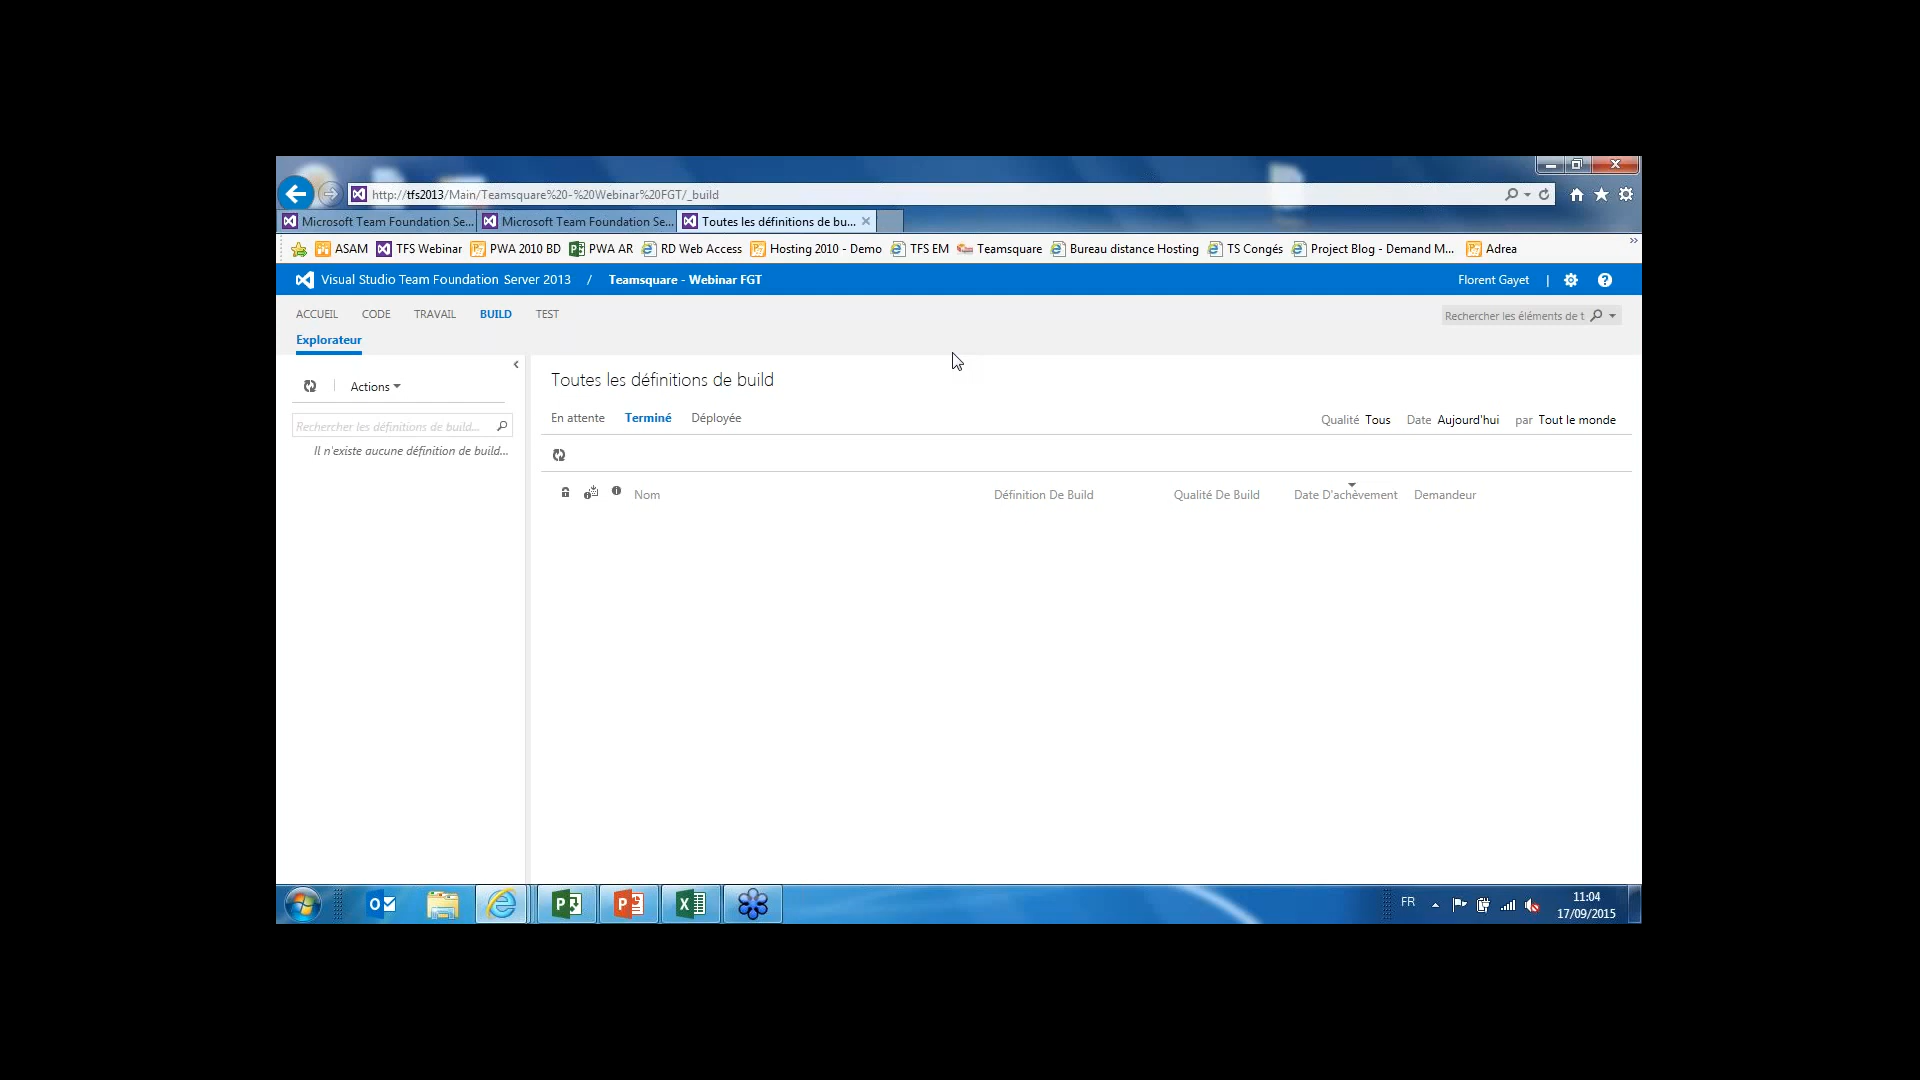 http://tfs2013/Main/Teamsquare%20-%20Webinar%20FGT/_build
Microsoft Team Foundation Se... Microsoft Team Foundation Se... Toutes les définitions de bu...
ASAM TFS Webinar PWA 2010 BD PWA AR RD Web Access Hosting 2010 - Demo TFS EM Teamsquare Bureau distance Hosting TS Congés Project Blog - Demand M... Adrea
Visual Studio Team Foundation Server 2013 / Teamsquare - Webinar FGT Florent Gayet |
ACCUEIL CODE TRAVAIL BUILD TEST Rechercher les éléments de t
Explorateur
Toutes les définitions de build
Actions
En attente Terminé Déployée Qualité Tous Date Aujourd'hui par Tout le monde
Rechercher les définitions de build...
Il n'existe aucune définition de build...
Nom Définition De Build Qualité De Build Date D'achèvement Demandeur
FR 11:04
17/09/2015